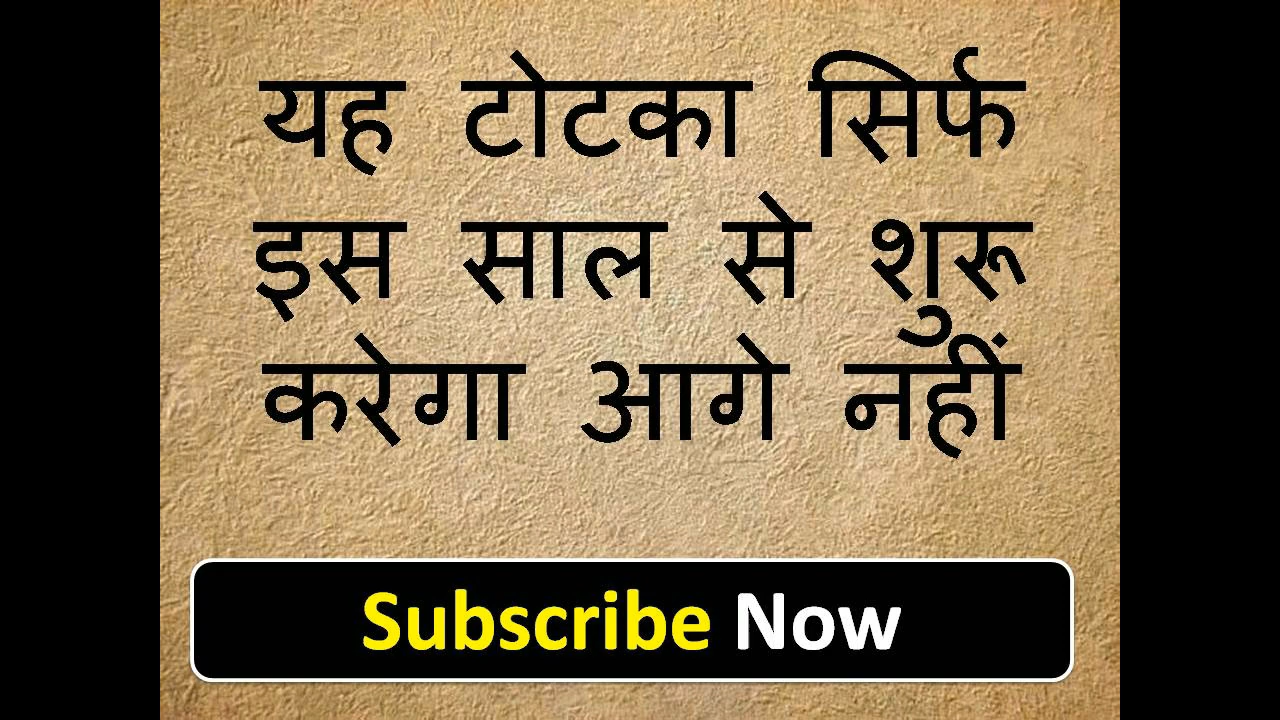 यह टोटका सिर्फ
इस साल से शुरू
करेगा आगे नहीं
Subscribe Now